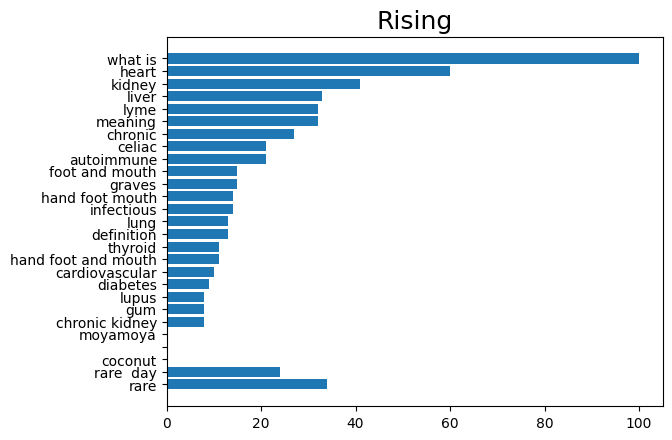 Rising
what is
heart
kidney
liver
lyme
meaning
chronic
celiac
autoimmune
foot and mouth
graves
hand foot mouth
infectious
lung
definition
thyroid
hand foot and mouth
cardiovascular
diabetes
lupus
gum
chronic kidney
moyamoya
coconut
rare  day
rare
0 20 40 60 80 100